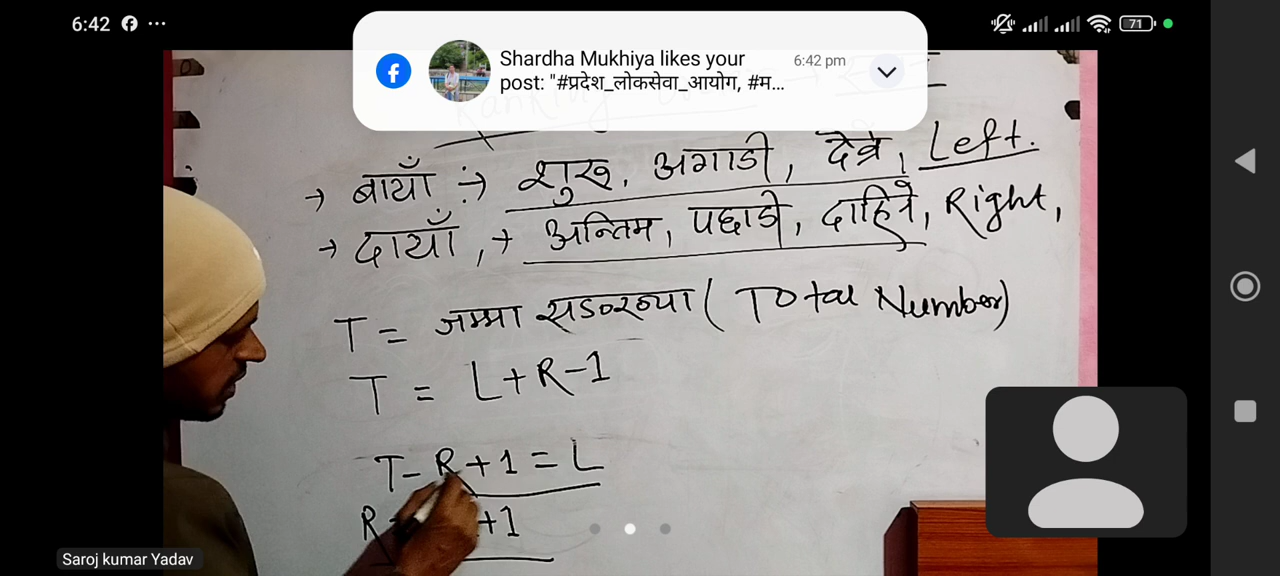 6:42
71
Shardha Mukhiya likes your 6:42 pm
post: "#प्रदेश_लोकसेवा_आयोग, #म...
→ बायाँ → शुरु, अगाडी, देब्रे, Left.
→ दायाँ, → अन्तिम, पछाडी, दाहिने, Right,
T = जम्मा सङ्ख्या ( Total Number)
T = L+R-1
T-R+1=L
R +1
Saroj kumar Yadav